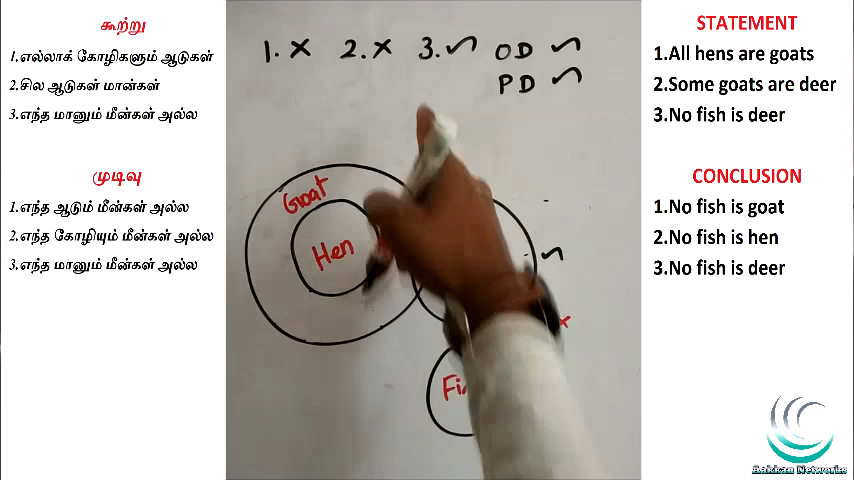 கூற்று
1.எல்லாக் கோழிகளும் ஆடுகள்
2.சில ஆடுகள் மான்கள்
3.எந்த மானும் மீன்கள் அல்ல
முடிவு
1.எந்த ஆடும் மீன்கள் அல்ல
2.எந்த கோழியும் மீன்கள் அல்ல
3.எந்த மானும் மீன்கள் அல்ல
1. X 2. X 3. ✓ OD ✓
PD ✓
Goat
Hen
STATEMENT
1.All hens are goats
2.Some goats are deer
3.No fish is deer
CONCLUSION
1.No fish is goat
2.No fish is hen
3.No fish is deer
Bakkan Networks